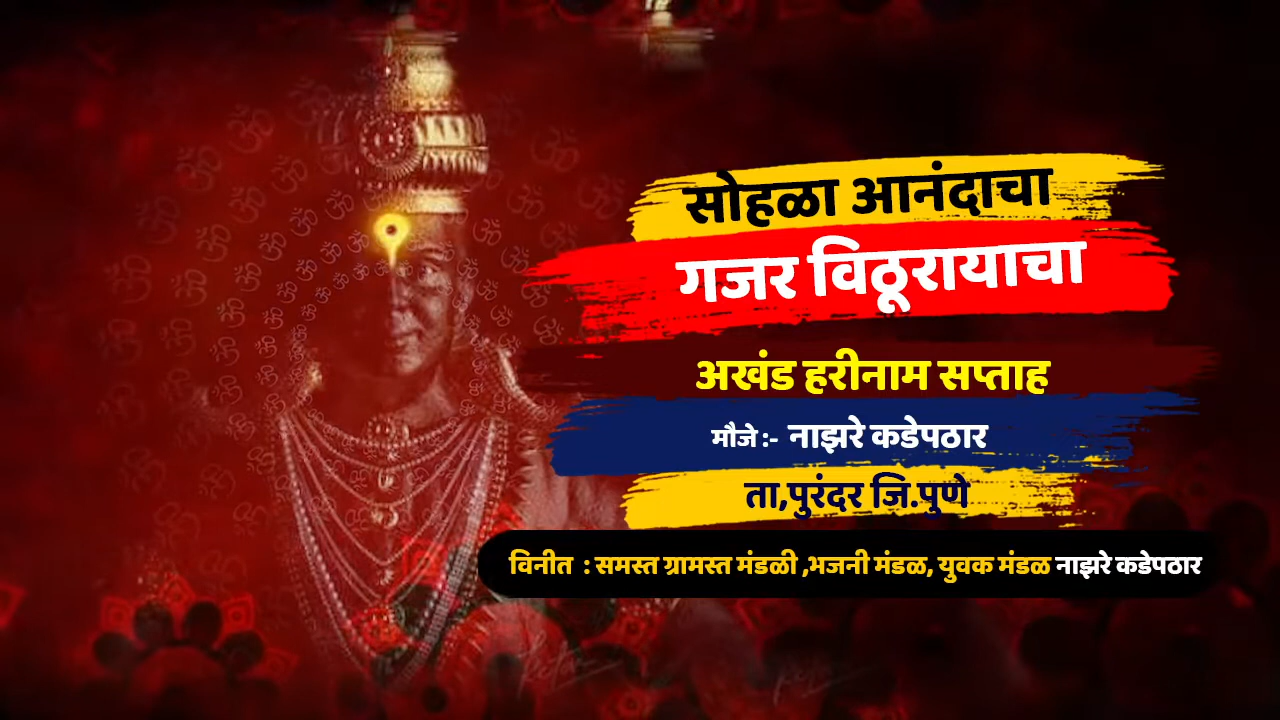 सोहळा आनंदाचा
गजर विठूरायाचा
अखंड हरीनाम सप्ताह
मौजे :- नाझरे कडेपठार
ता,पुरंदर जि.पुणे
विनीत : समस्त ग्रामस्त मंडळी ,भजनी मंडळ, युवक मंडळ नाझरे कडेपठार